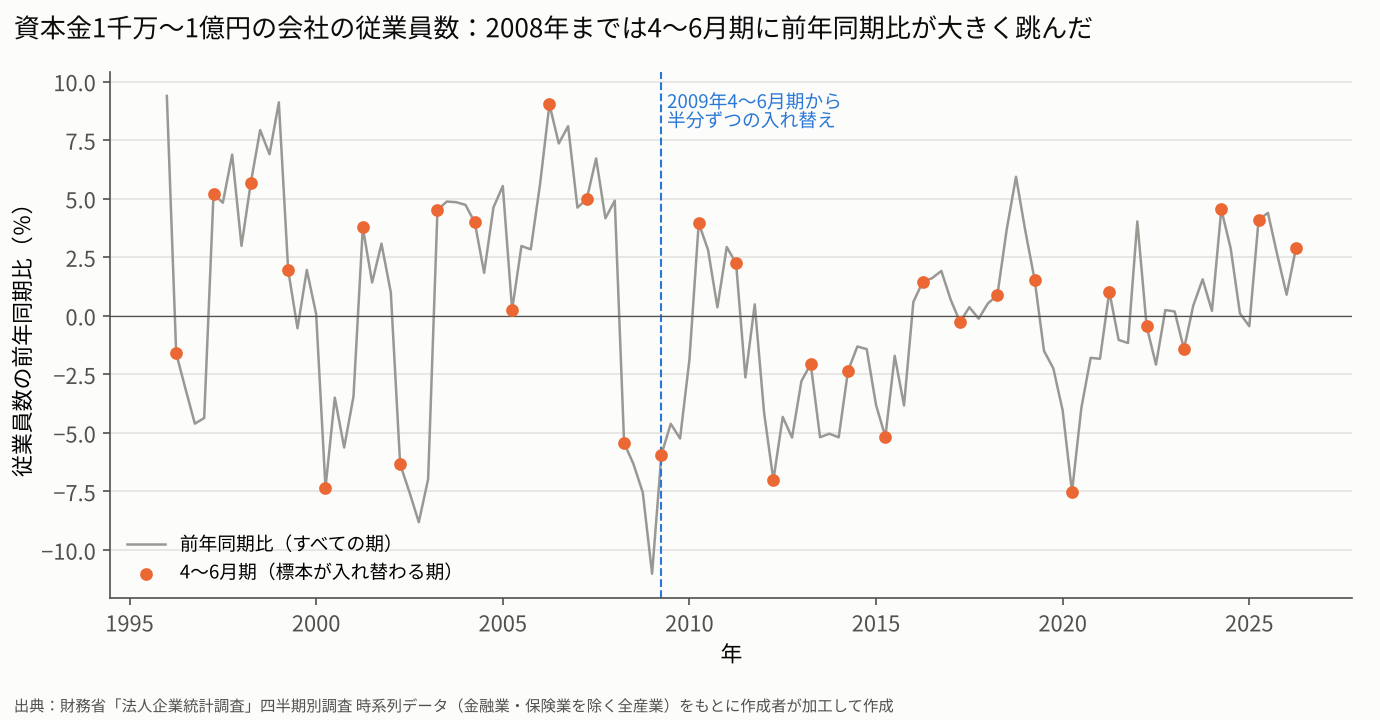 資本金1千万～1億円の会社の従業員数：2008年までは4～6月期に前年同期比が大きく跳んだ
従業員数の前年同期比（%）
10.0
7.5
5.0
2.5
0.0
−2.5
−5.0
−7.5
−10.0
2009年4～6月期から
半分ずつの入れ替え
前年同期比（すべての期）
4～6月期（標本が入れ替わる期）
1995
2000
2005
2010
2015
2020
2025
年
出典：財務省「法人企業統計調査」四半期別調査 時系列データ（金融業・保険業を除く全産業）をもとに作成者が加工して作成